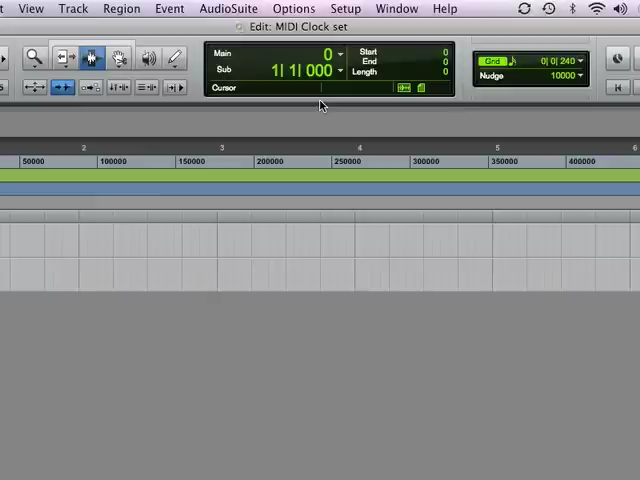 t View Track Region Event AudioSuite Options Setup Window Help
Edit: MIDI Clock set
Main 0 Start 0
End 0
Sub 1| 1| 000 Length 0
Cursor
Grid 0| 0| 240
Nudge 10000
2 3 4 5 6
50000 100000 150000 200000 250000 300000 350000 400000